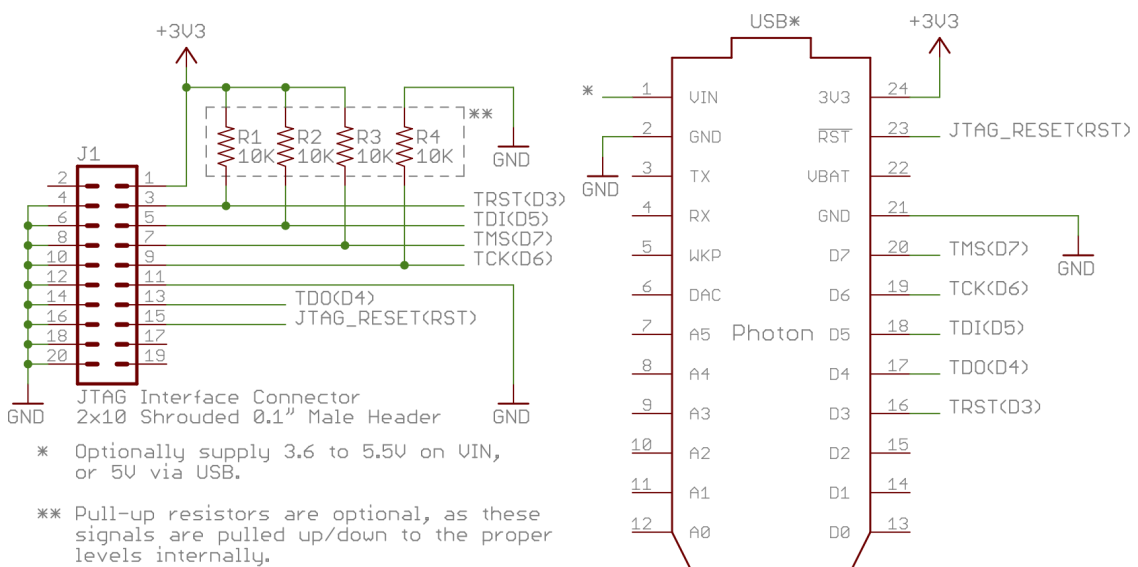 +3V3
R1
10K
R2
10K
R3
10K
R4
10K
**
GND
J1
2 1
4 3
6 5
8 7
10 9
12 11
14 13
16 15
18 17
20 19
TRST(D3)
TDI(D5)
TMS(D7)
TCK(D6)
TDO(D4)
JTAG_RESET(RST)
GND
GND
JTAG Interface Connector
2x10 Shrouded 0.1" Male Header
* Optionally supply 3.6 to 5.5V on VIN,
or 5V via USB.
** Pull-up resistors are optional, as these
signals are pulled up/down to the proper
levels internally.
USB*
+3V3
* 1 VIN 3V3 24
2 GND RST 23 JTAG_RESET(RST)
GND
3 TX VBAT 22
4 RX GND 21
GND
5 WKP D7 20 TMS(D7)
6 DAC D6 19 TCK(D6)
7 A5 Photon D5 18 TDI(D5)
8 A4 D4 17 TDO(D4)
9 A3 D3 16 TRST(D3)
10 A2 D2 15
11 A1 D1 14
12 A0 D0 13